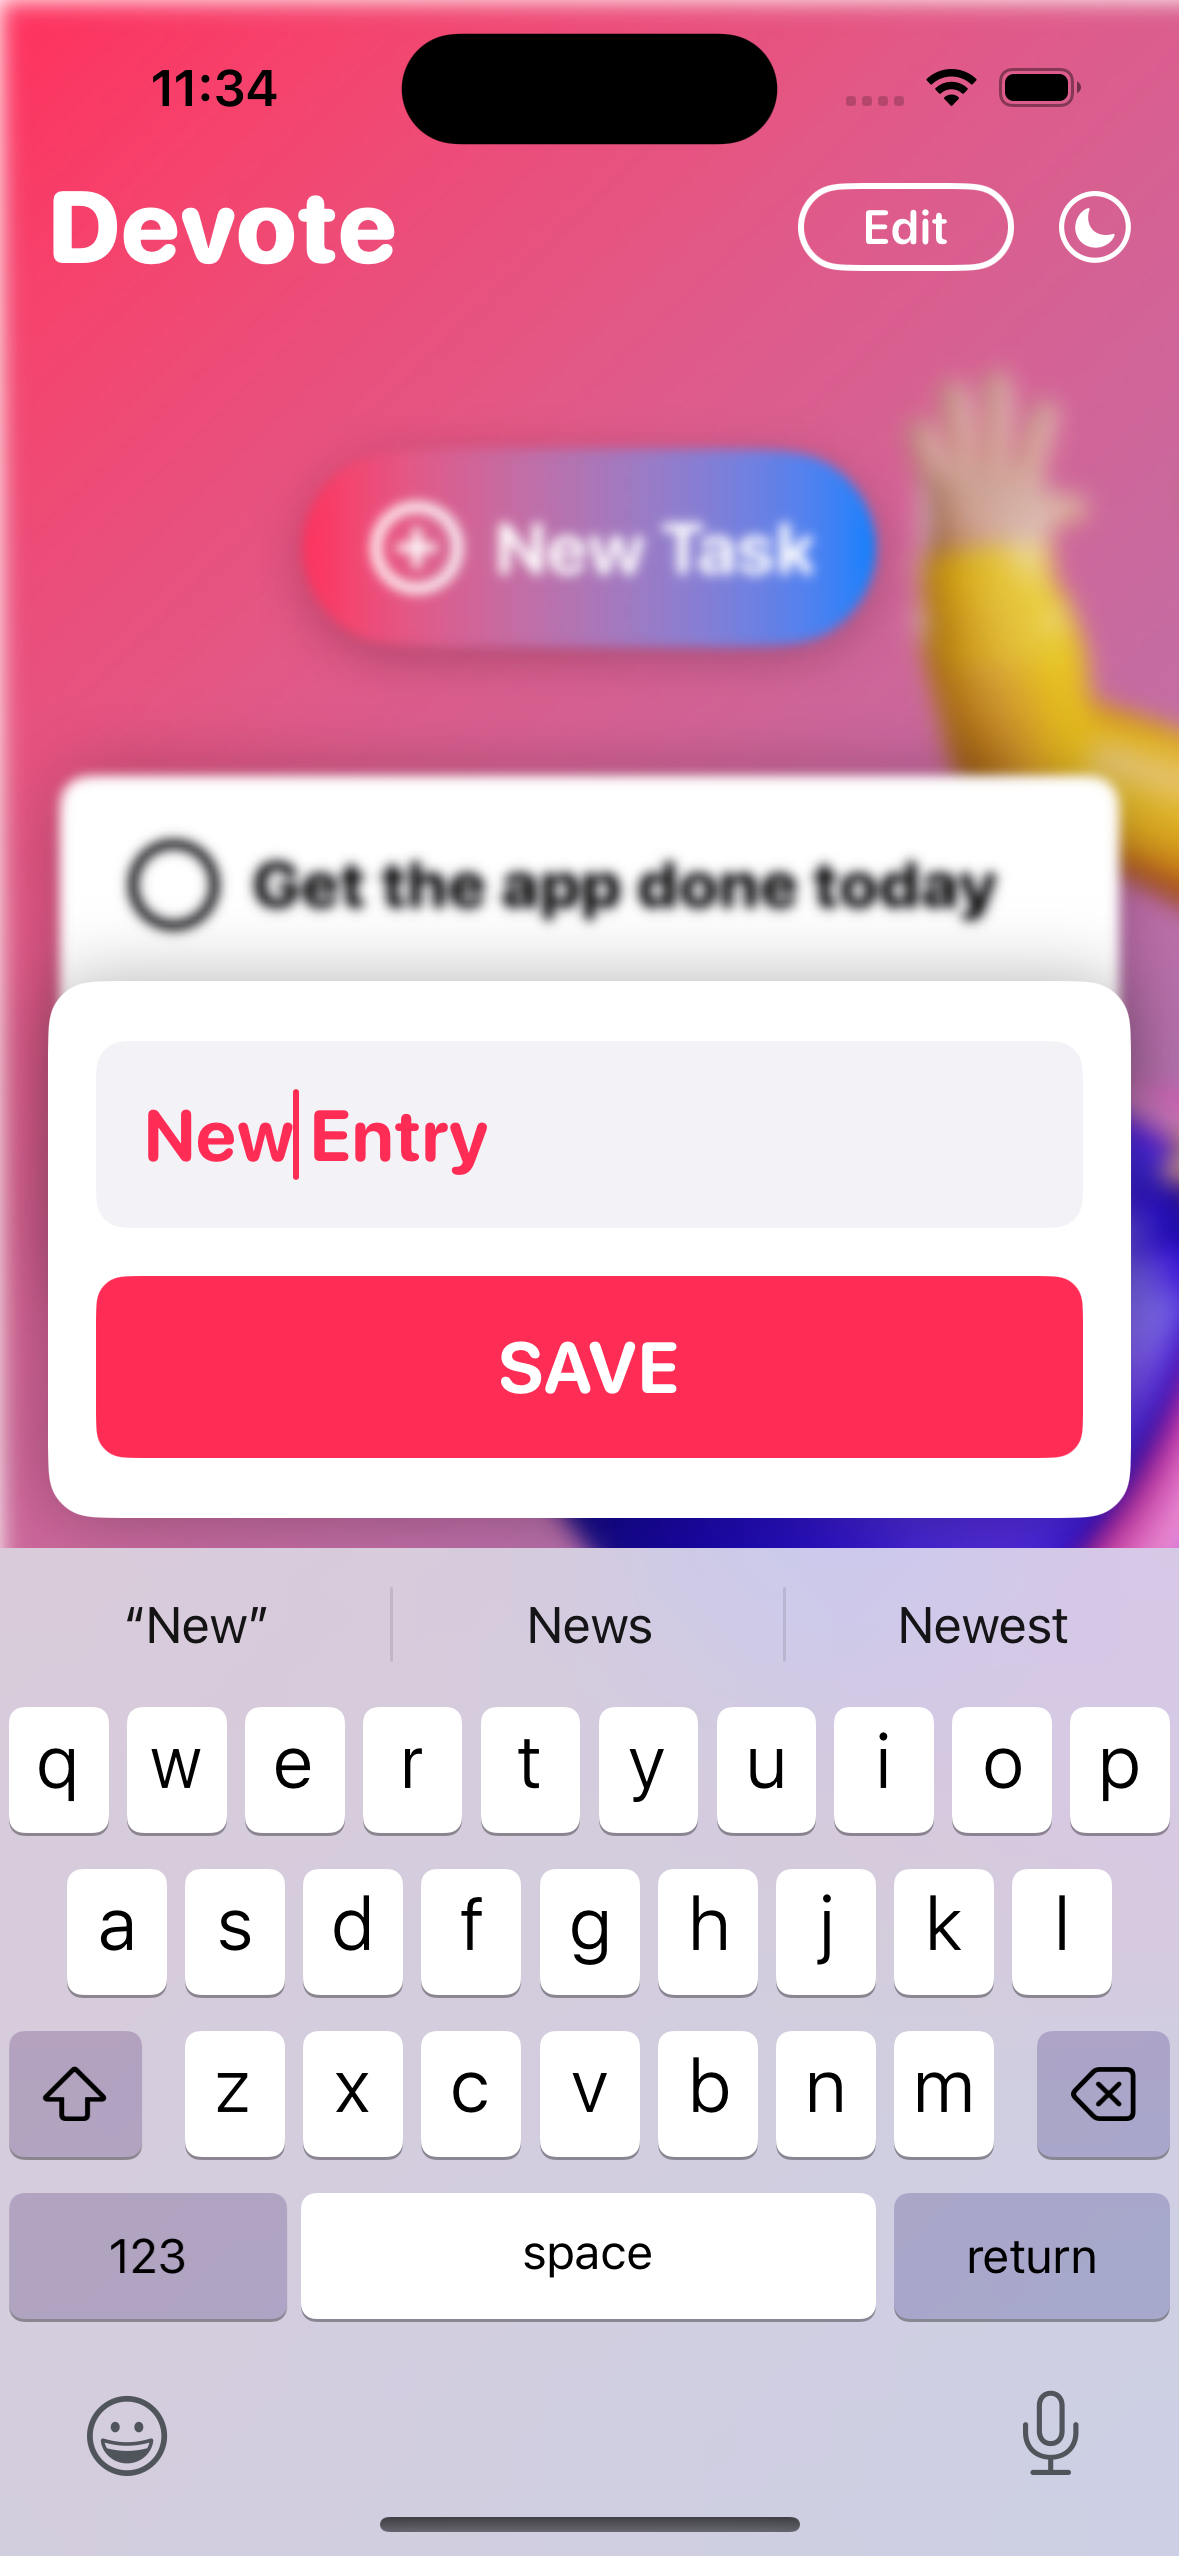 11:34
Devote
Edit
New Task
Get the app done today
New Entry
SAVE
“New” News Newest
q w e r t y u i o p
a s d f g h j k l
z x c v b n m
123 space return